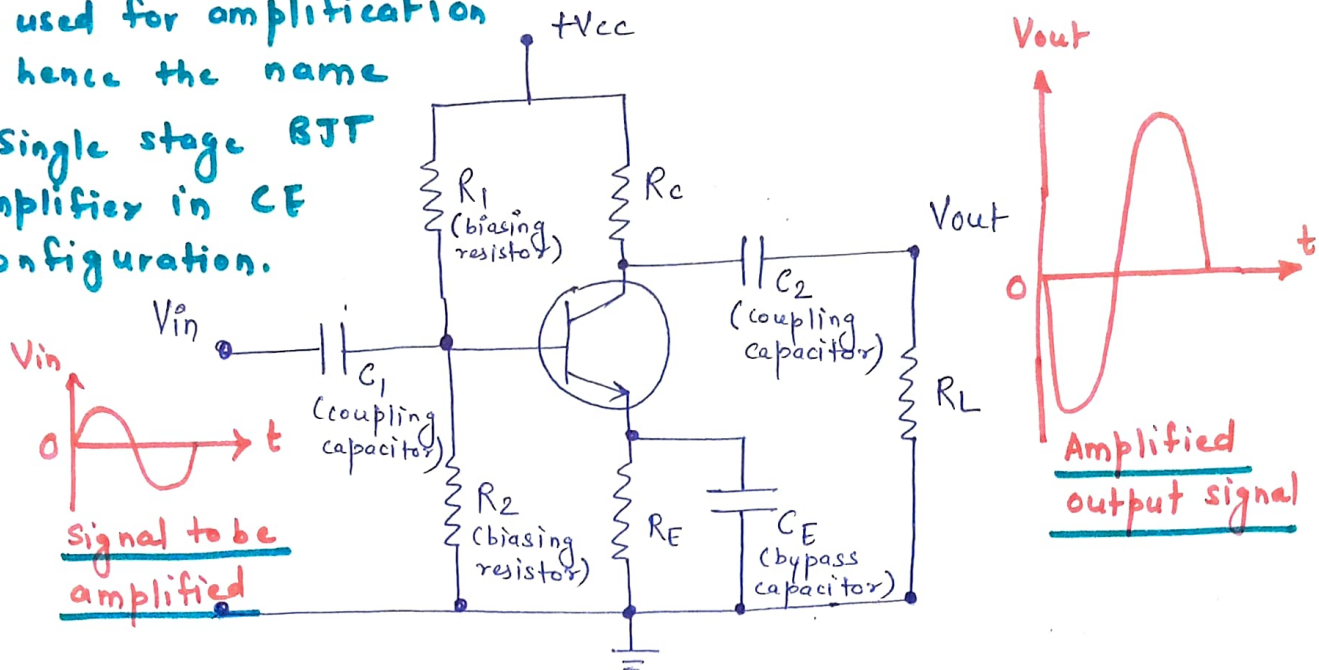 used for amplification
hence the name
Single stage BJT
mplifier in CE
onfiguration.
+Vcc
R1
(biasing
resistor)
Rc
Vin
C1
(coupling
capacitor)
C2
(coupling
capacitor)
Vout
RL
R2
(biasing
resistor)
RE
CE
(bypass
capacitor)
Vin
0
t
Signal to be
amplified
Vout
0
t
Amplified
output signal